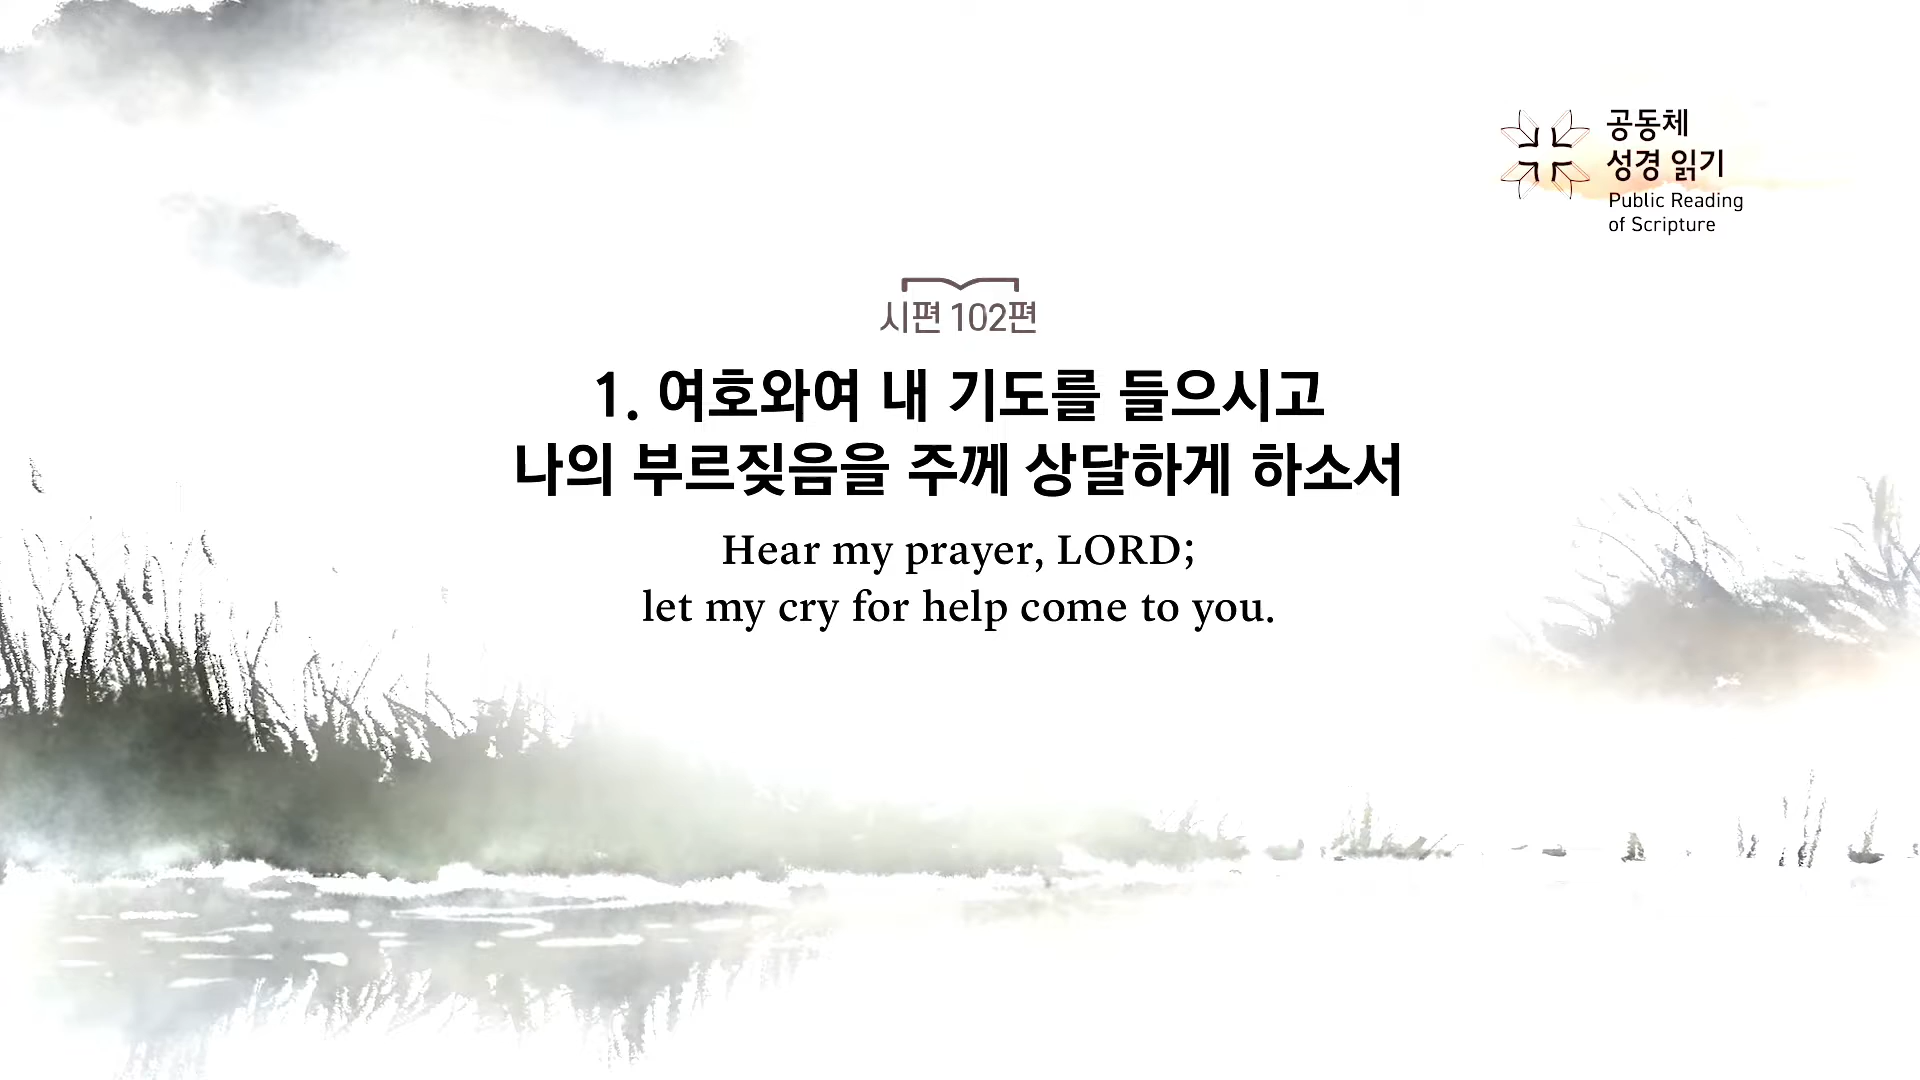 공동체
성경 읽기
Public Reading
of Scripture
시편 102편
1. 여호와여 내 기도를 들으시고
나의 부르짖음을 주께 상달하게 하소서
Hear my prayer, LORD;
let my cry for help come to you.